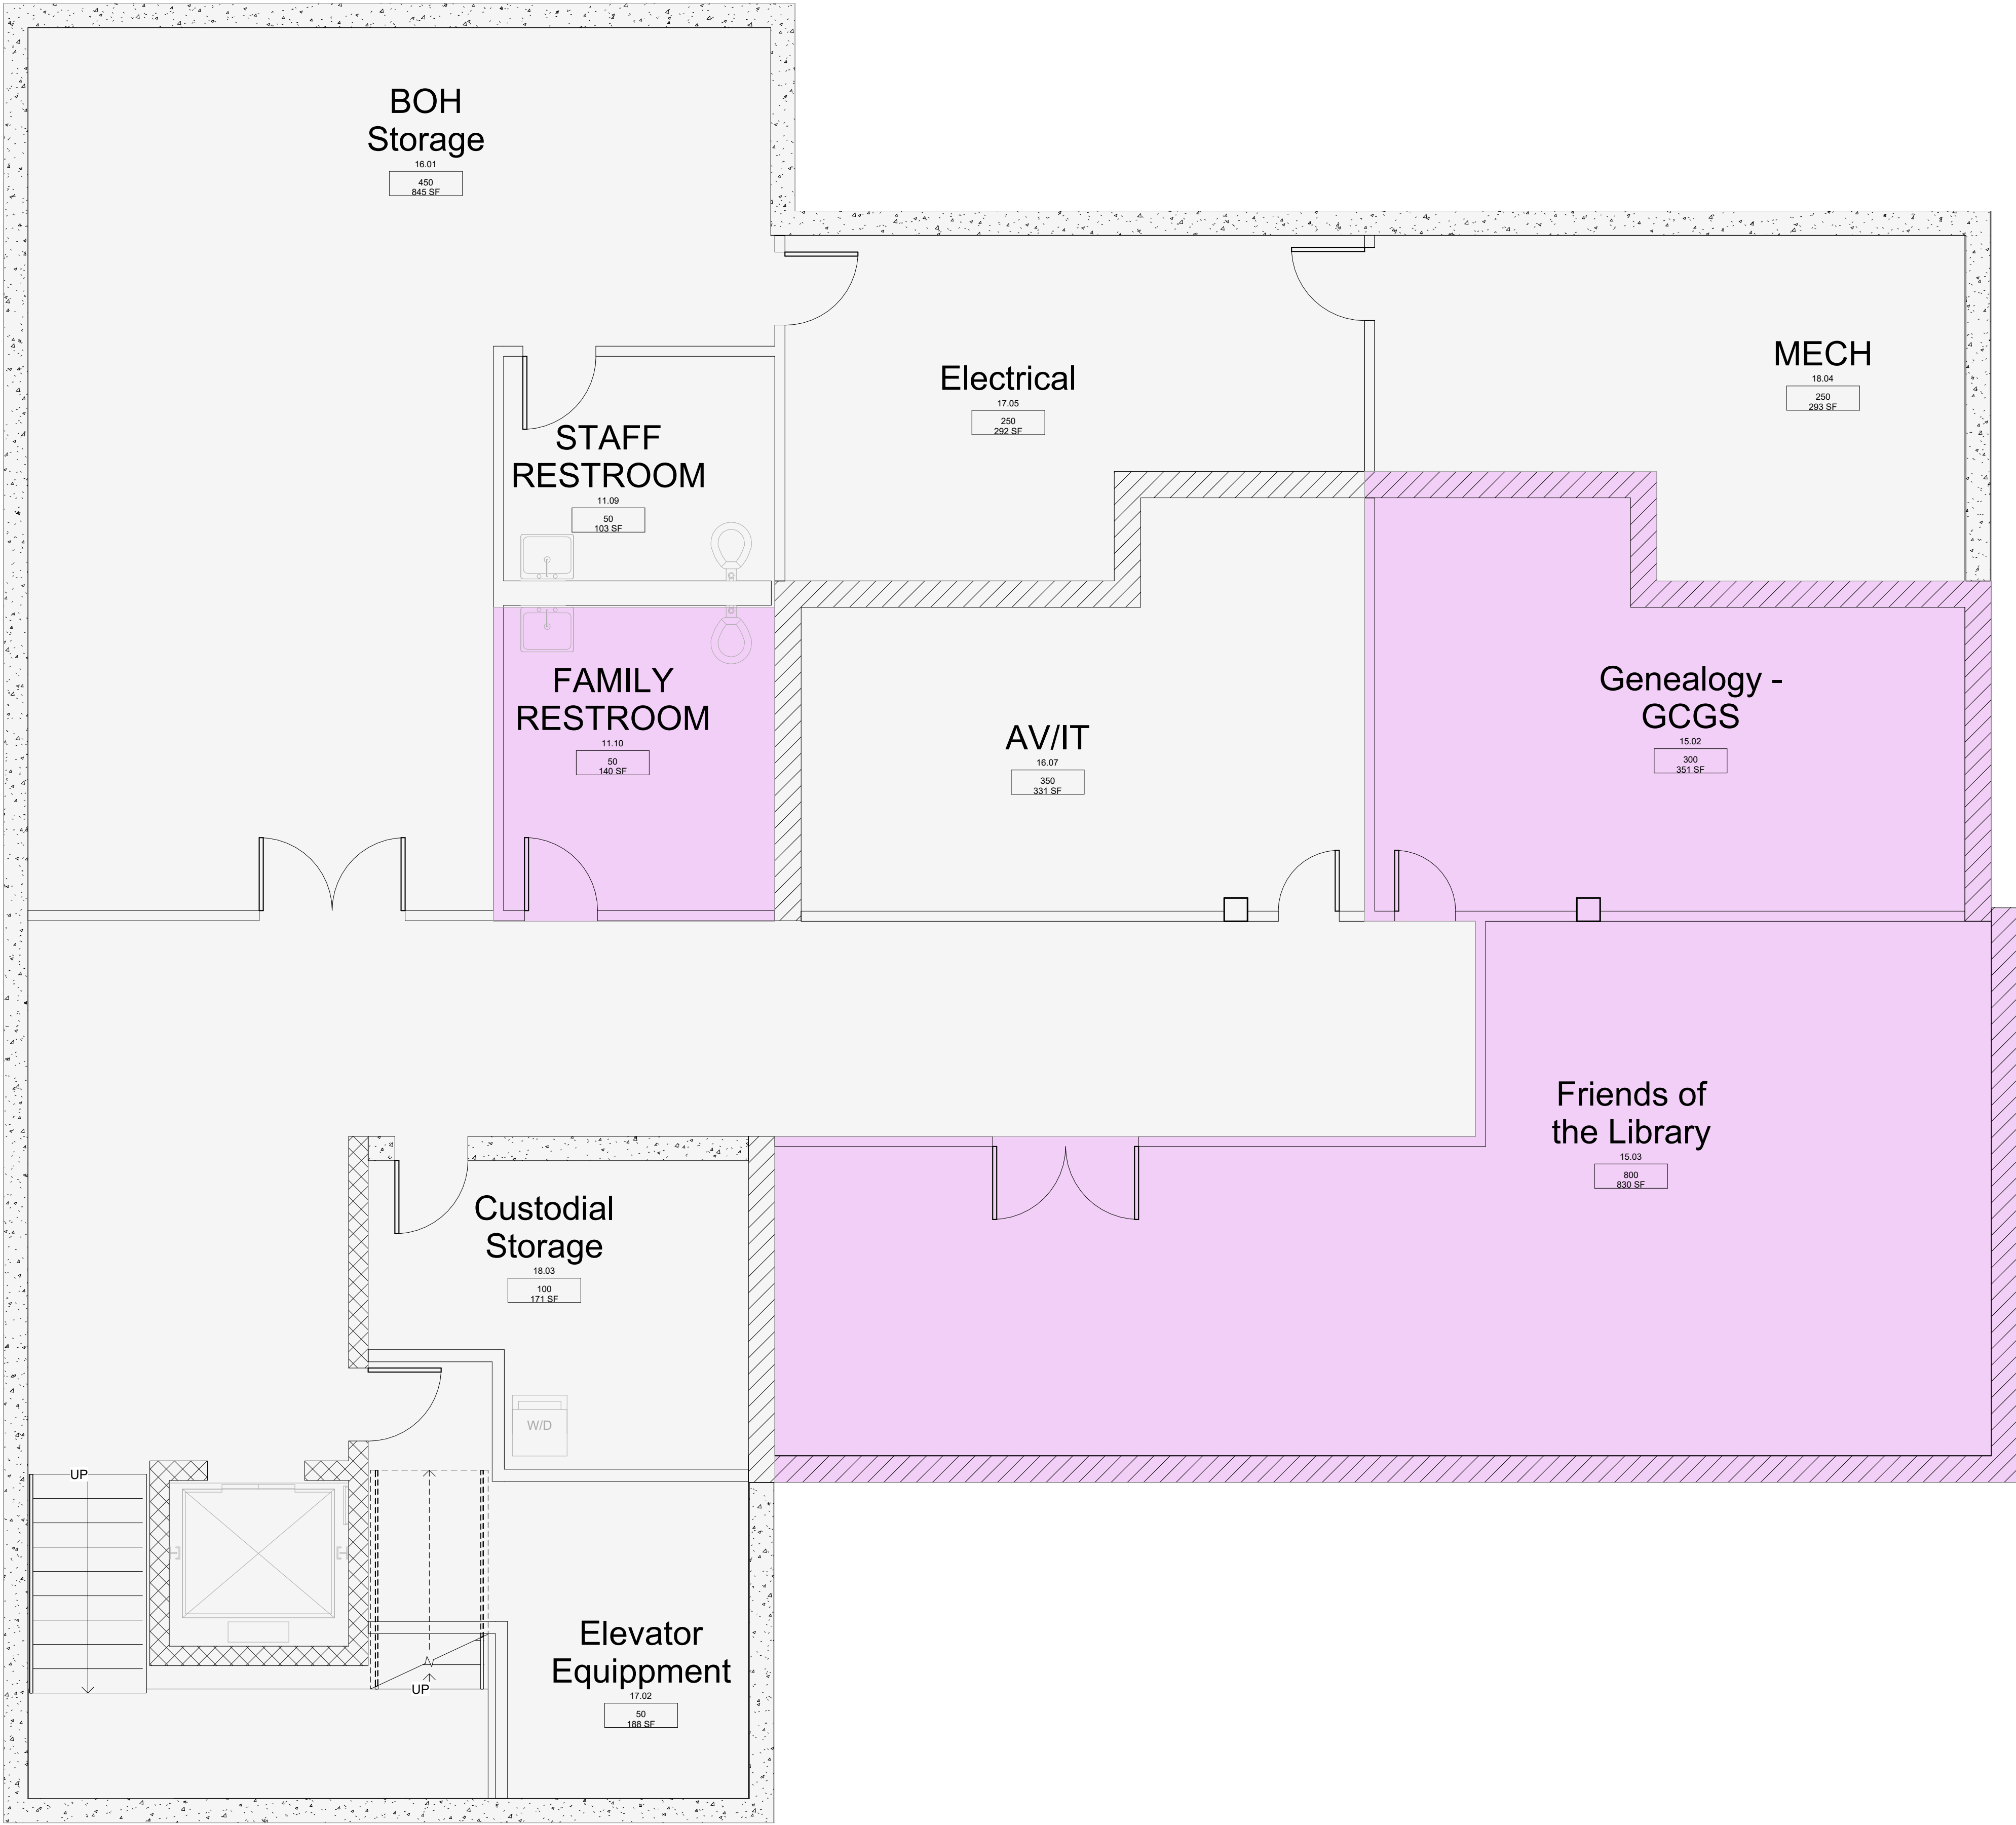 BOH
Storage
16.01
450
845 SF
Electrical
17.05
250
292 SF
MECH
18.04
250
293 SF
STAFF
RESTROOM
11.09
50
103 SF
FAMILY
RESTROOM
11.10
50
140 SF
AV/IT
16.07
350
331 SF
Genealogy -
GCGS
15.02
300
351 SF
Friends of
the Library
15.03
800
830 SF
Custodial
Storage
18.03
100
171 SF
W/D
UP
UP
Elevator
Equippment
17.02
50
188 SF